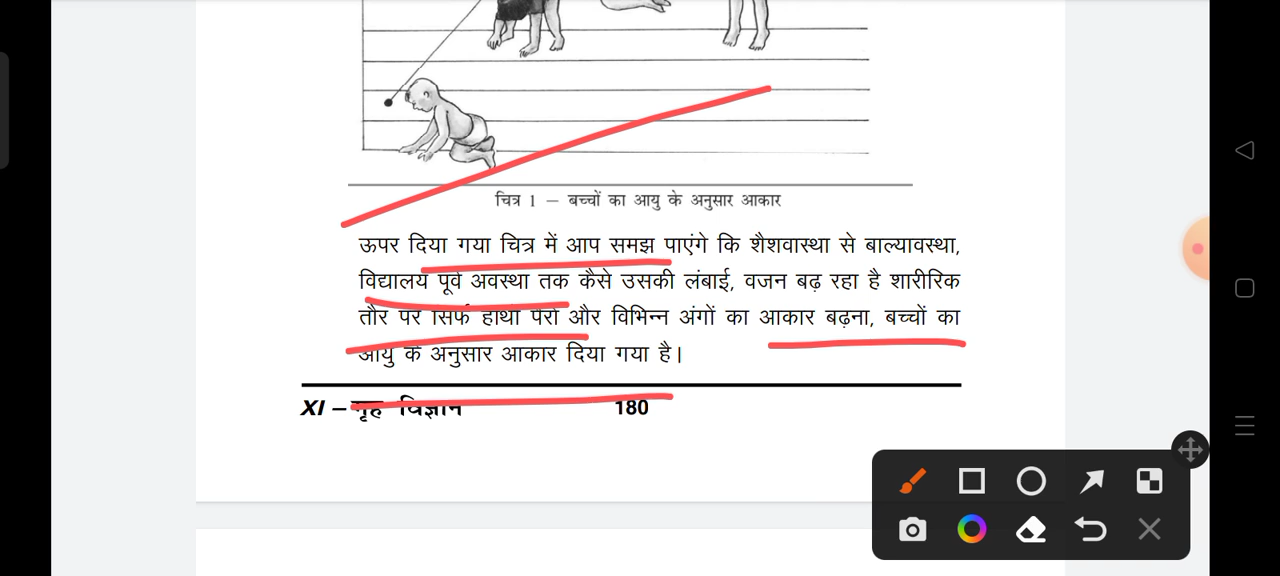 चित्र 1 – बच्चों का आयु के अनुसार आकार
ऊपर दिया गया चित्र में आप समझ पाएंगे कि शैशवास्था से बाल्यावस्था,
विद्यालय पूर्व अवस्था तक कैसे उसकी लंबाई, वजन बढ़ रहा है शारीरिक
तौर पर सिर्फ हाथों पैरों और विभिन्न अंगों का आकार बढ़ना, बच्चों का
आयु के अनुसार आकार दिया गया है।
XI – गृह विज्ञान 180